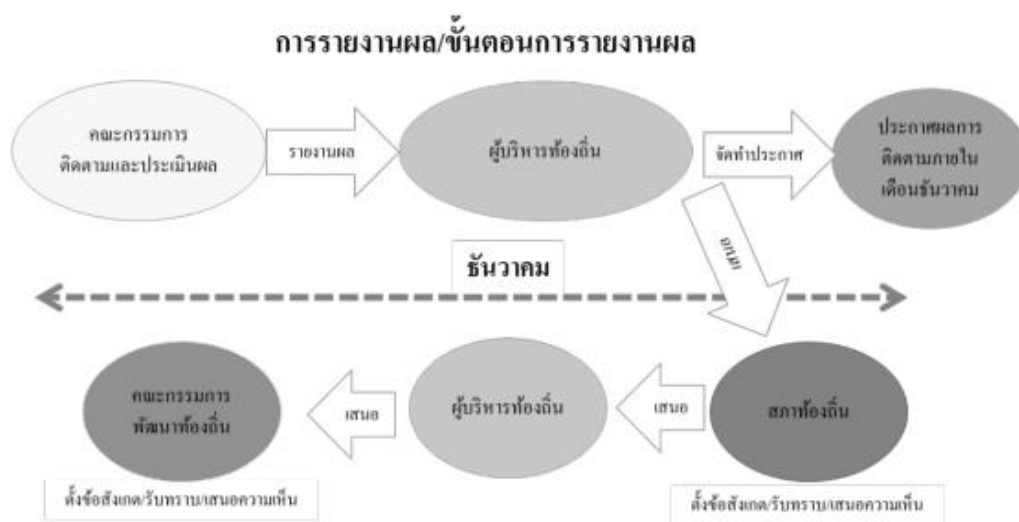 การรายงานผล/ขั้นตอนการรายงานผล
คณะกรรมการ
ติดตามและประเมินผล
รายงานผล
ผู้บริหารท้องถิ่น
จัดทำประกาศ
ประกาศผลการ
ติดตามภายใน
เดือนธันวาคม
เสนอ
ธันวาคม
คณะกรรมการ
พัฒนาท้องถิ่น
เสนอ
ผู้บริหารท้องถิ่น
เสนอ
สภาท้องถิ่น
ตั้งข้อสังเกต/รับทราบ/เสนอความเห็น
ตั้งข้อสังเกต/รับทราบ/เสนอความเห็น